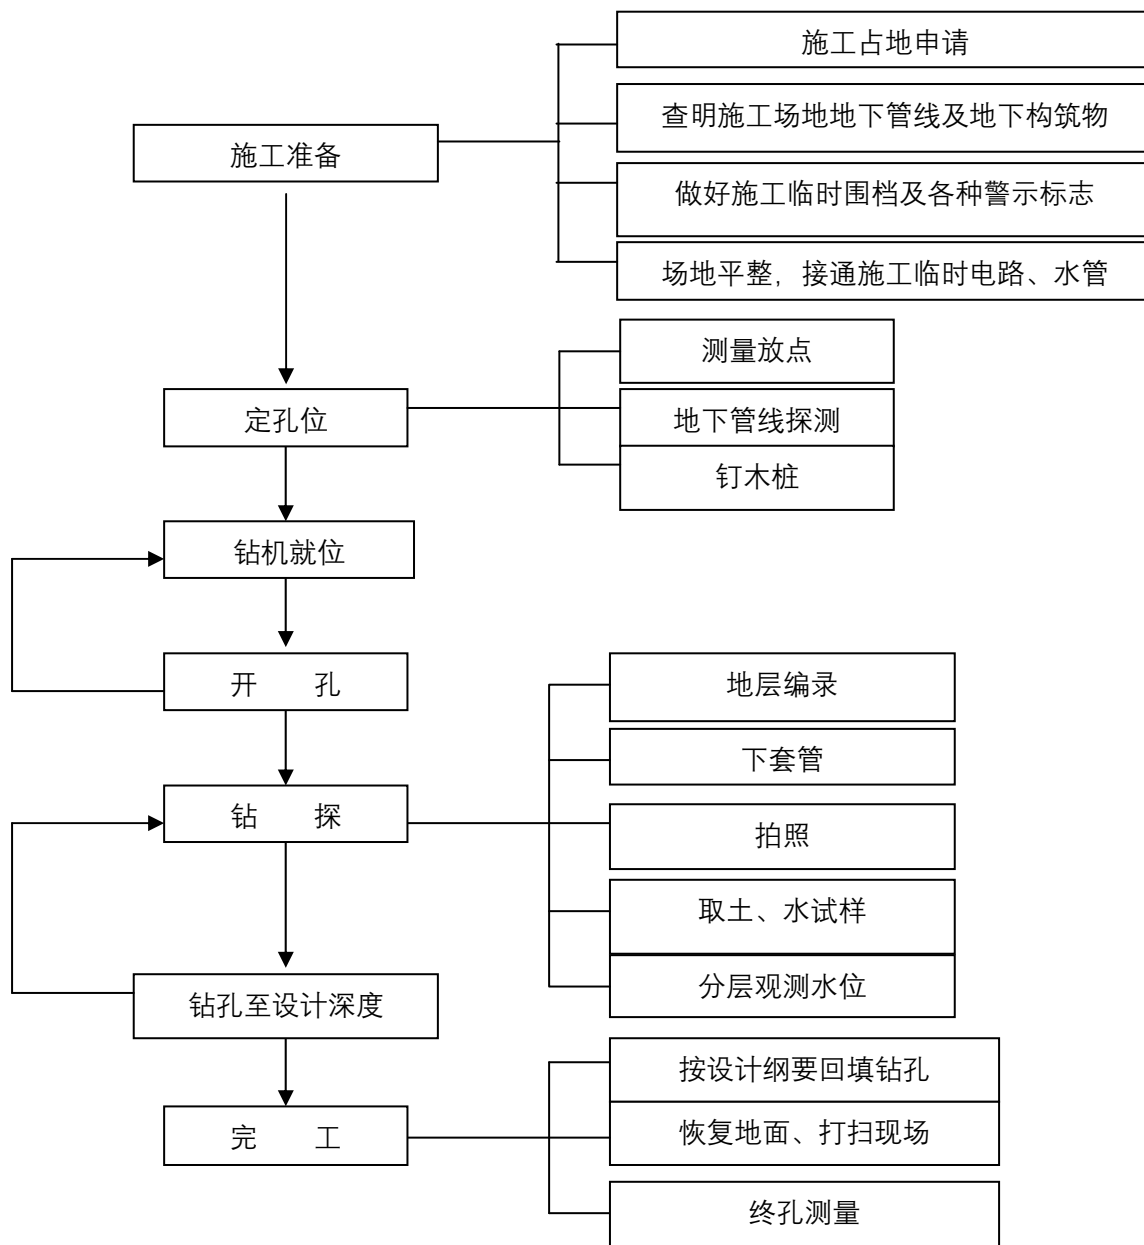 施工占地申请
查明施工场地地下管线及地下构筑物
施工准备
做好施工临时围档及各种警示标志
场地平整，接通施工临时电路、水管
测量放点
定孔位
地下管线探测
钉木桩
钻机就位
开 孔
地层编录
下套管
钻 探
拍照
取土、水试样
分层观测水位
钻孔至设计深度
按设计纲要回填钻孔
完 工
恢复地面、打扫现场
终孔测量